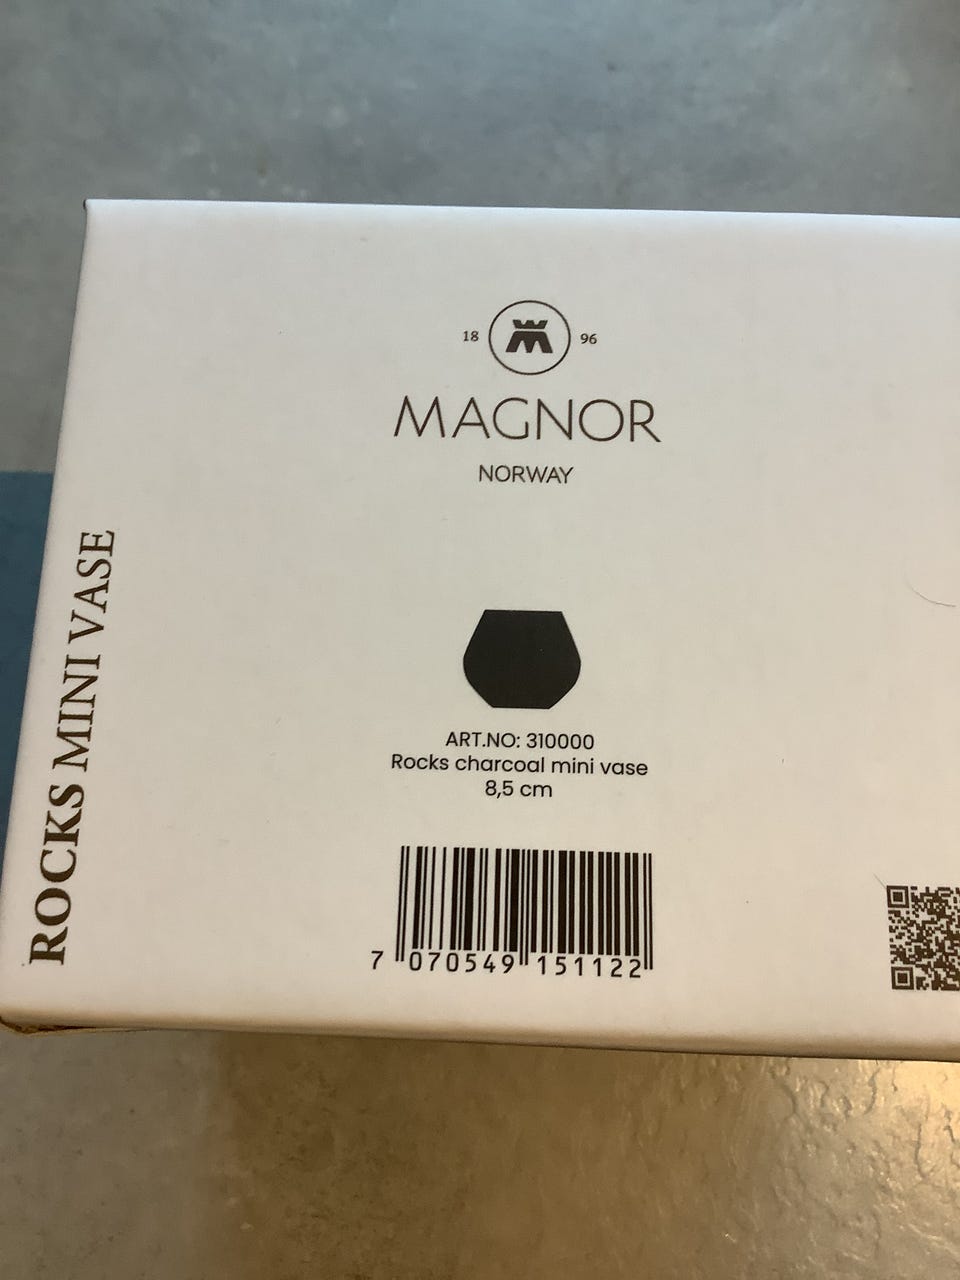 18 96
MAGNOR
NORWAY
ROCKS MINI VASE
ART.NO: 310000
Rocks charcoal mini vase
8,5 cm
7 070549 151122